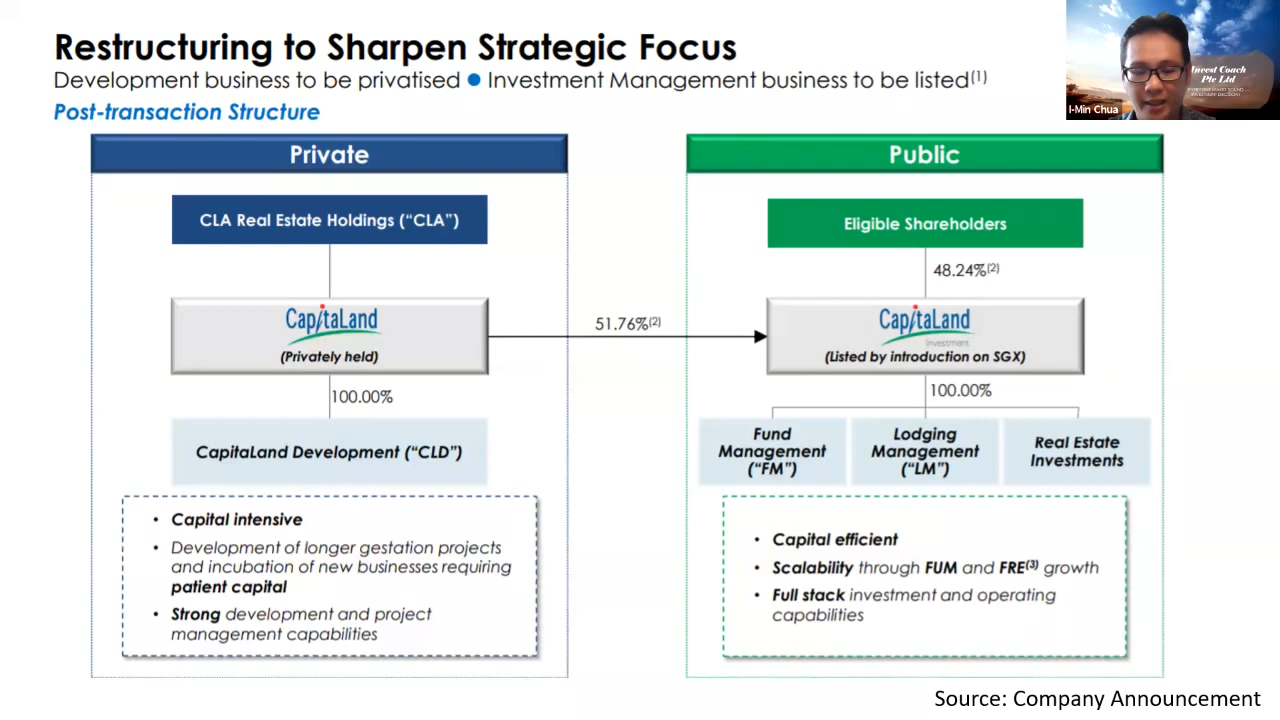 Restructuring to Sharpen Strategic Focus
Development business to be privatised ● Investment Management business to be listed(1)
Post-transaction Structure
Invest Coach
Pte Ltd
I-Min Chua
Private
CLA Real Estate Holdings (“CLA”)
CapitaLand
(Privately held)
100.00%
CapitaLand Development (“CLD”)
• Capital intensive
• Development of longer gestation projects
and incubation of new businesses requiring
patient capital
• Strong development and project
management capabilities
51.76%(2)
Public
Eligible Shareholders
48.24%(2)
CapitaLand
Investment
(Listed by introduction on SGX)
100.00%
Fund
Management
(“FM”)
Lodging
Management
(“LM”)
Real Estate
Investments
• Capital efficient
• Scalability through FUM and FRE(3) growth
• Full stack investment and operating
capabilities
Source: Company Announcement